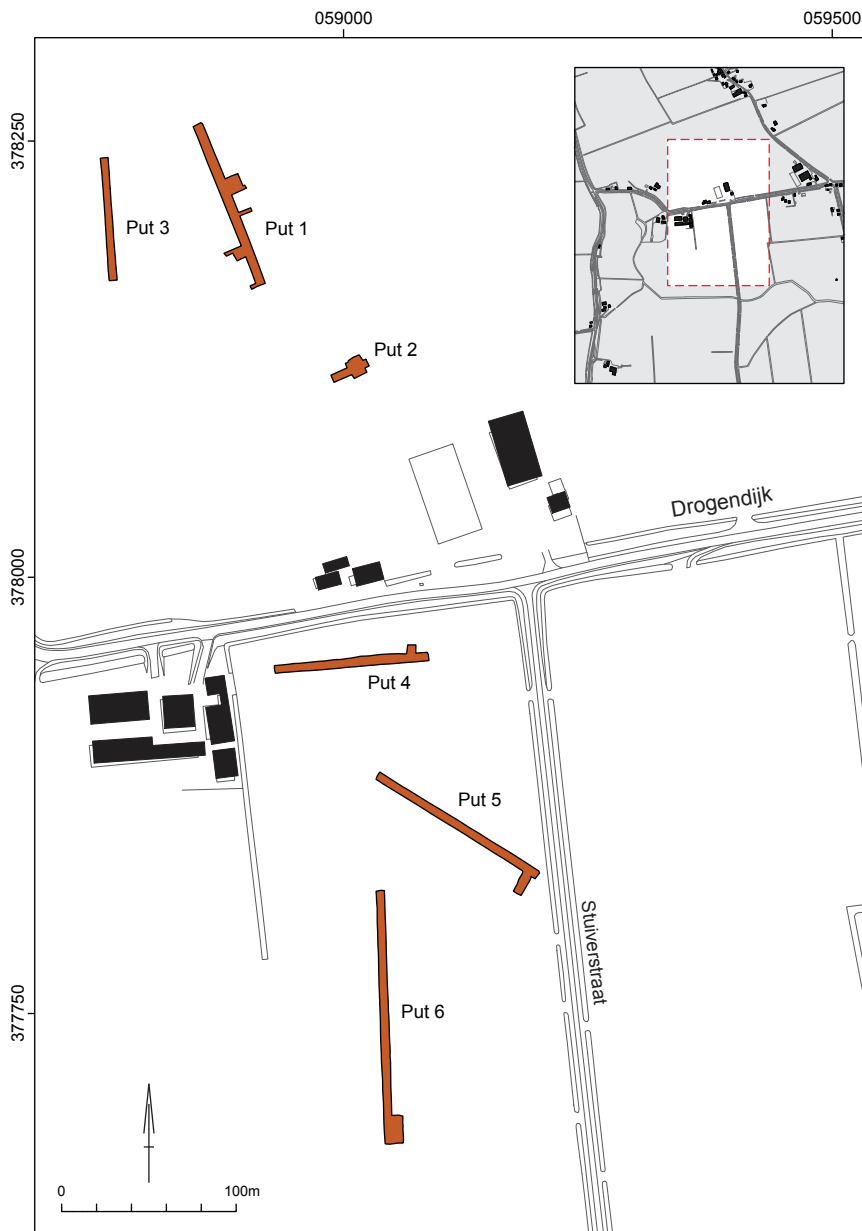 059000
059500
378250
Put 3
Put 1
Put 2
Drogendijk
378000
Put 4
Put 5
Stuiverstraat
377750
Put 6
0
100m